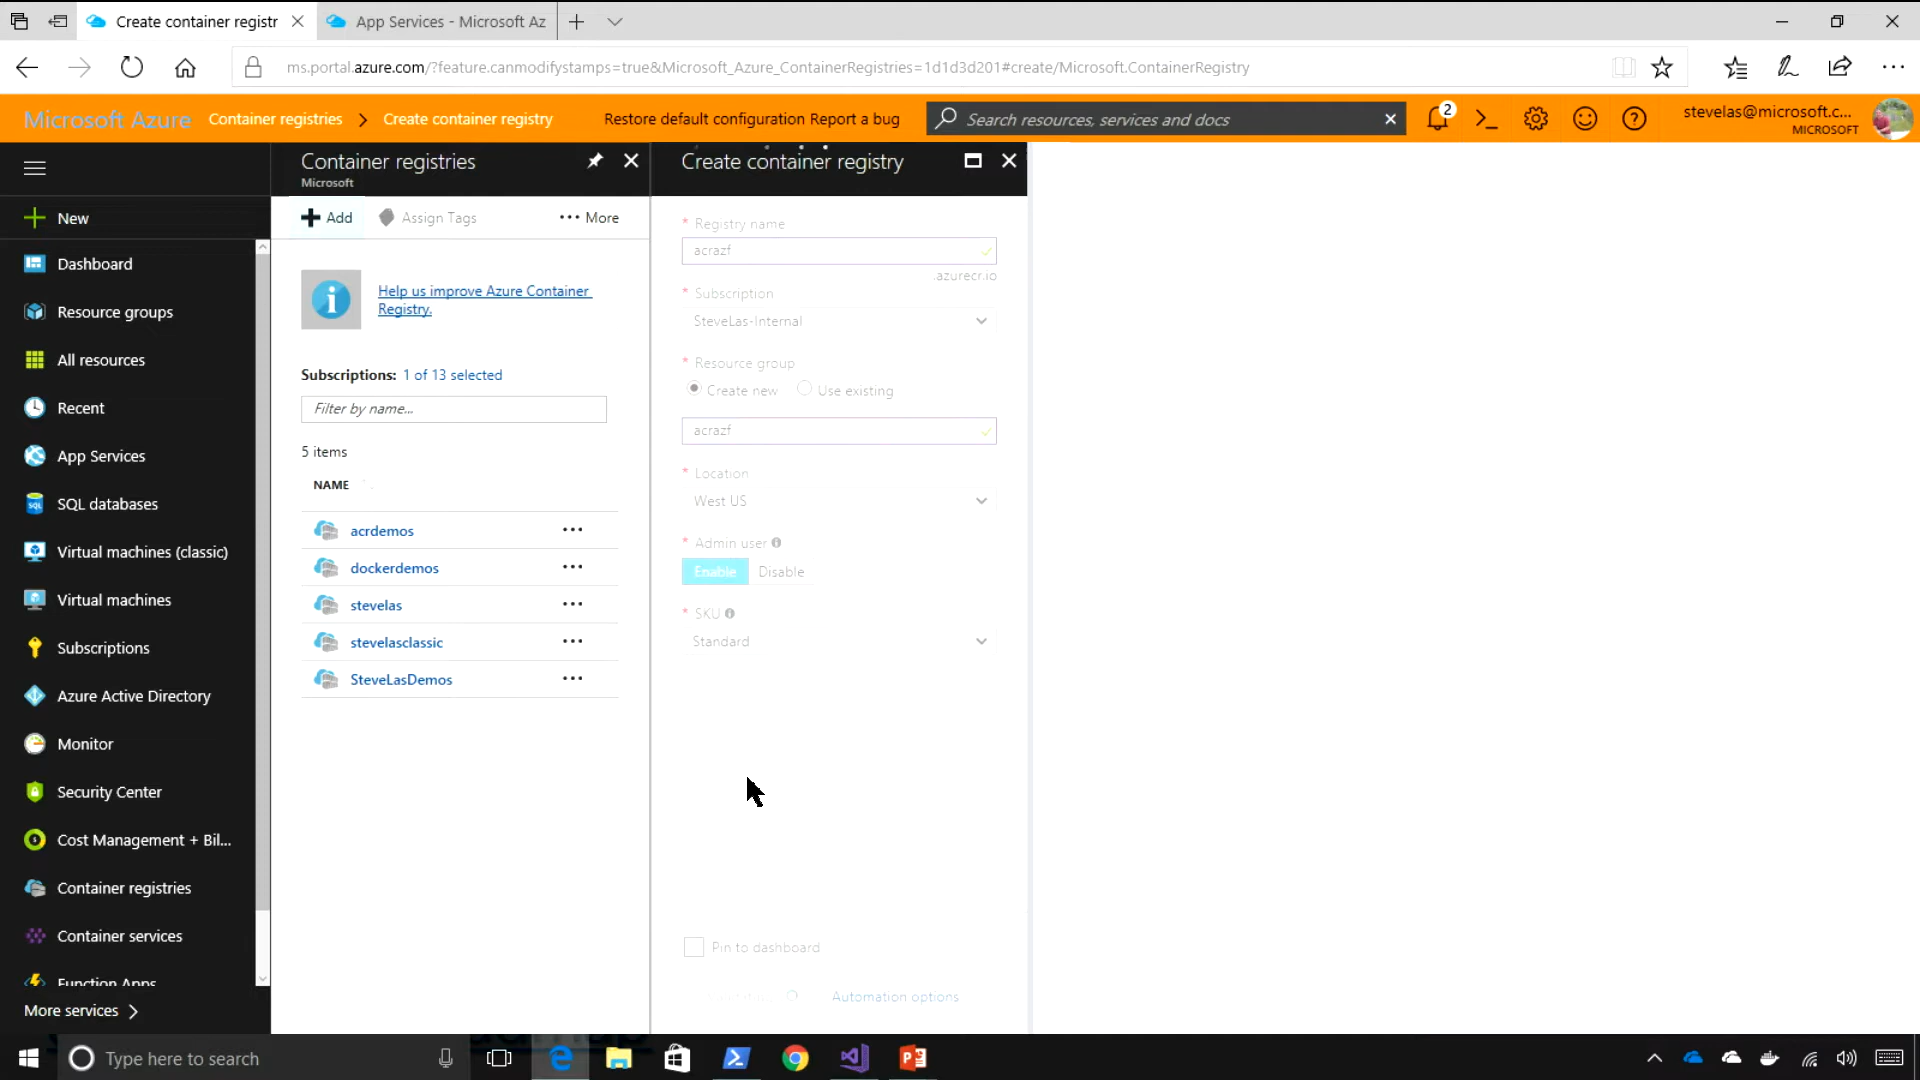 Create container registr
App Services - Microsoft Az
ms.portal.azure.com/?feature.canmodifystamps=true&Microsoft_Azure_ContainerRegistries=1d1d3d201#create/Microsoft.ContainerRegistry
Microsoft Azure
Container registries
Create container registry
Restore default configuration
Report a bug
Search resources, services and docs
2
stevelas@microsoft.c...
MICROSOFT
New
Dashboard
Resource groups
All resources
Recent
App Services
SQL databases
Virtual machines (classic)
Virtual machines
Subscriptions
Azure Active Directory
Monitor
Security Center
Cost Management + Bil...
Container registries
Container services
Function Apps
More services
Container registries
Microsoft
Add
Assign Tags
More
Help us improve Azure Container
Registry.
Subscriptions: 1 of 13 selected
Filter by name...
5 items
NAME
acrdemos
dockerdemos
stevelas
stevelasclassic
SteveLasDemos
Create container registry
* Registry name
acrazf
.azurecr.io
* Subscription
SteveLas-Internal
* Resource group
Create new
Use existing
acrazf
* Location
West US
* Admin user
Enable
Disable
* SKU
Standard
Pin to dashboard
Automation options
Type here to search